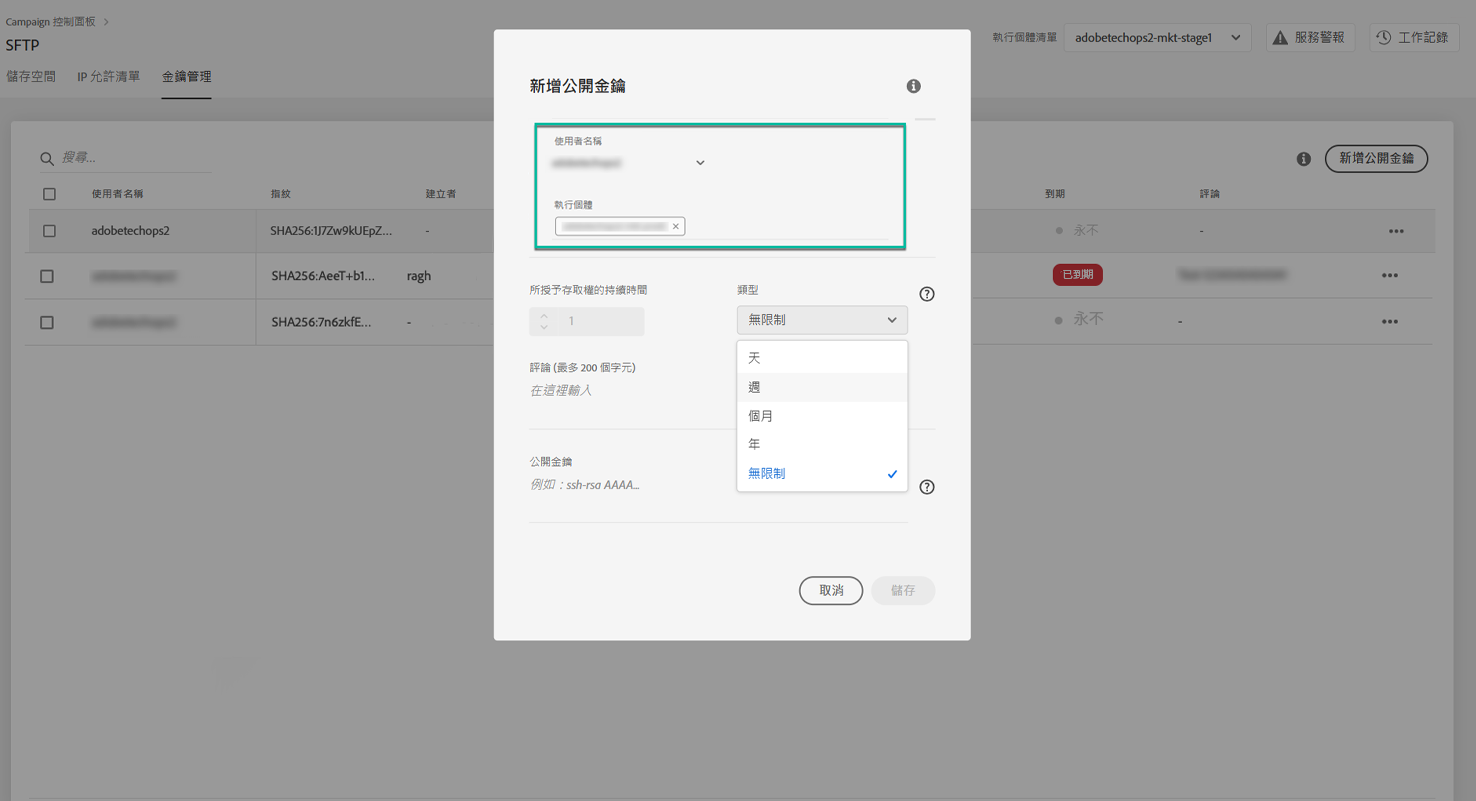 Campaign 控制面板
SFTP
執行個體清單 adobetechops2-mkt-stage1 服務警報 工作記錄
儲存空間 IP 允許清單 金鑰管理
搜尋...
新增公開金鑰
使用者名稱 指紋 建立者 到期 評論
adobetechops2 SHA256:1J7Zw9kUEpZ... - 永不 -
SHA256:AeeT+b1... ragh 已到期
SHA256:7n6zkfE... - 永不 -
新增公開金鑰
使用者名稱
執行個體
所授予存取權的持續時間 類型
1 無限制
天
週
個月
年
無限制
評論 (最多 200 個字元)
在這裡輸入
公開金鑰
例如：ssh-rsa AAAA...
取消 儲存